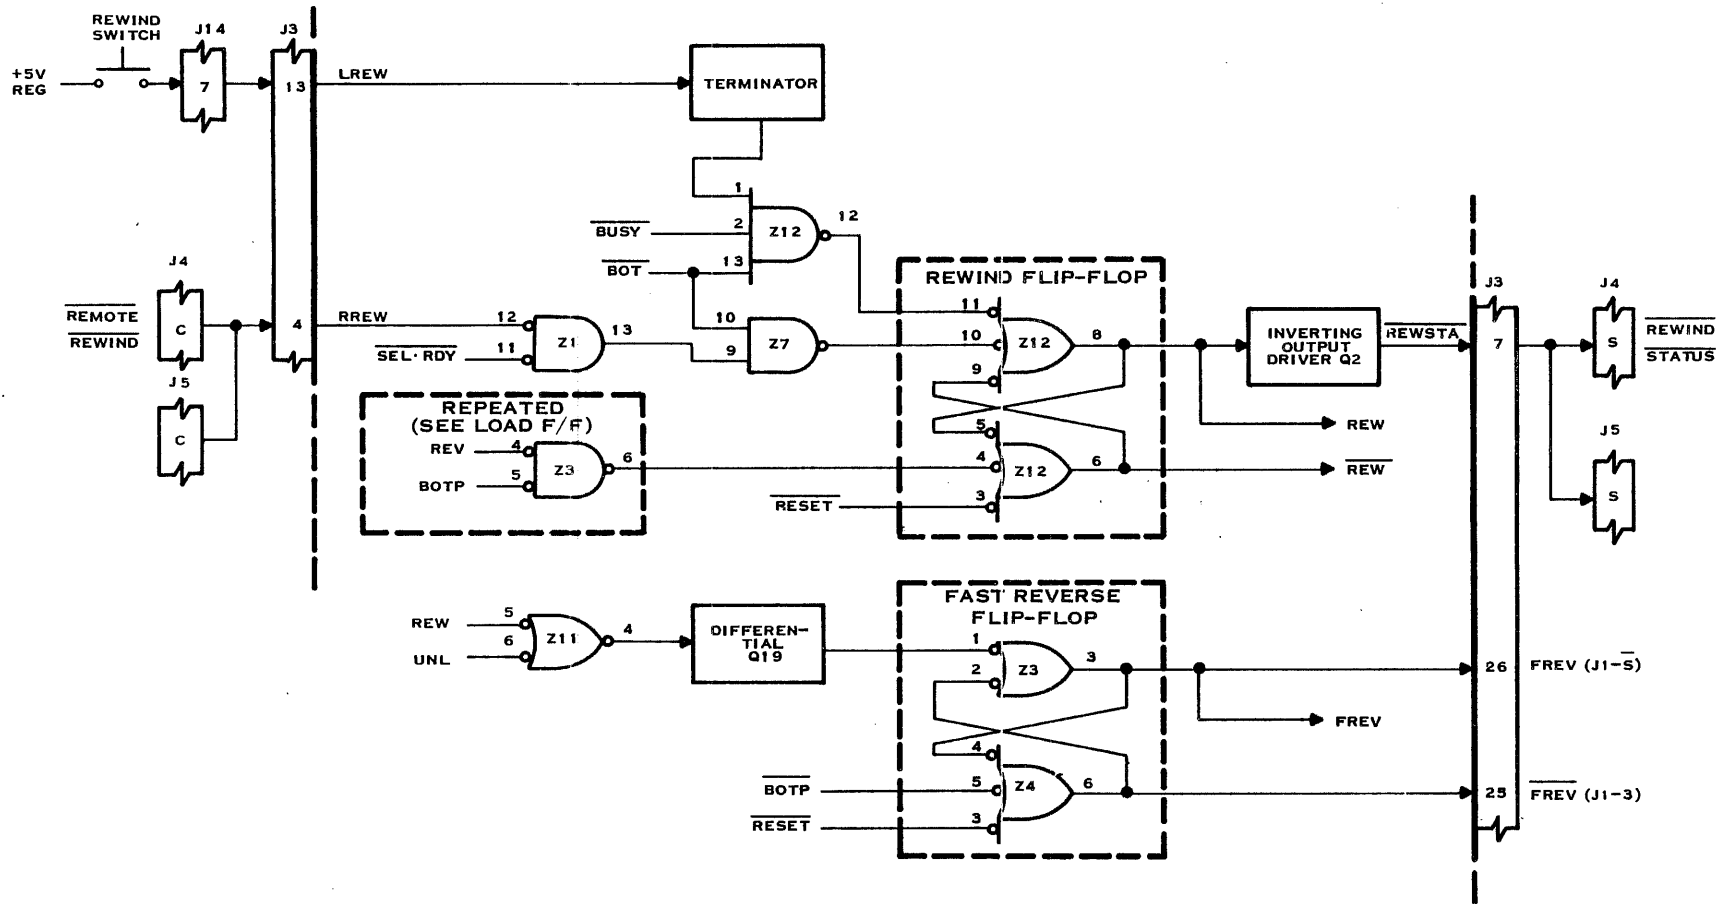 REWIND
SWITCH
+5V
REG
J14
7
J3
13
LREW
TERMINATOR
1
BUSY
2
Z12
12
BOT
13
J4
REMOTE
REWIND
C
4
RREW
12
SEL·RDY
11
Z1
13
10
9
Z7
J5
C
REPEATED
(SEE LOAD F/F)
REV
4
BOTP
5
Z3
6
REWIND FLIP-FLOP
11
10
9
Z12
8
5
4
3
Z12
6
RESET
INVERTING
OUTPUT
DRIVER Q2
REWSTA
REW
REW
J3
7
J4
S
REWIND
STATUS
J5
S
REW
5
UNL
6
Z11
4
DIFFEREN-
TIAL
Q19
FAST REVERSE
FLIP-FLOP
1
2
Z3
3
4
BOTP
5
RESET
3
Z4
6
26
FREV (J1-S)
FREV
25
FREV (J1-3)